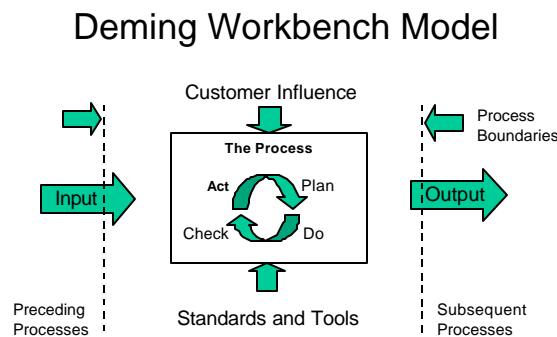 Deming Workbench Model
Customer Influence
Process
Boundaries
The Process
Act
Plan
Input
Output
Check
Do
Preceding
Processes
Standards and Tools
Subsequent
Processes